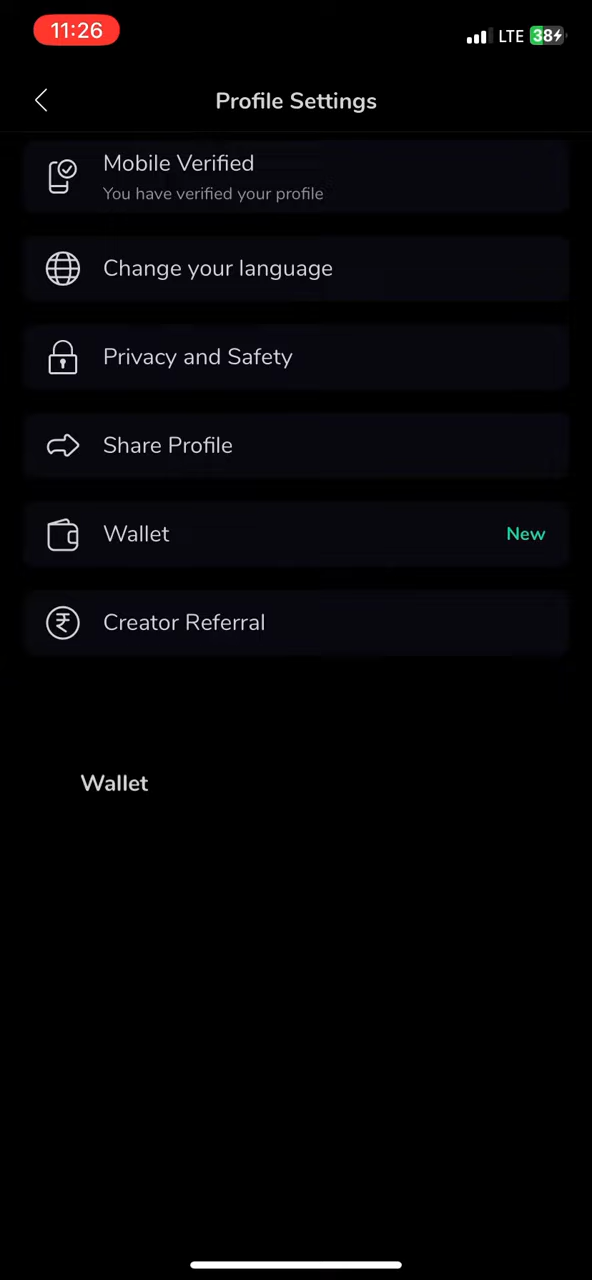 11:26
LTE 38
Profile Settings
Mobile Verified
You have verified your profile
Change your language
Privacy and Safety
Share Profile
Wallet New
Creator Referral
Wallet